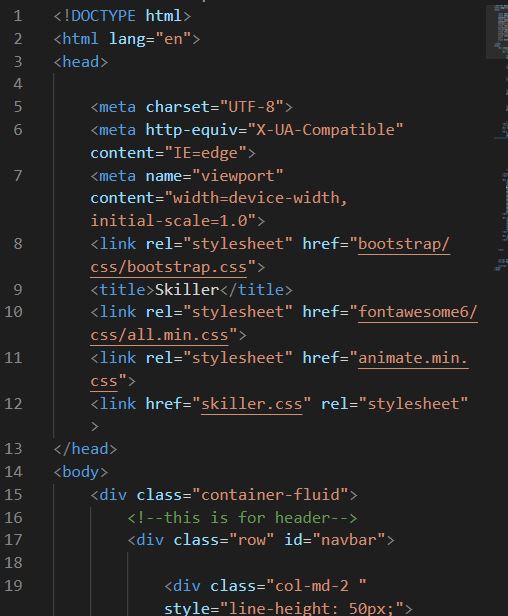 1 <!DOCTYPE html>
2 <html lang="en">
3 <head>
4
5 <meta charset="UTF-8">
6 <meta http-equiv="X-UA-Compatible"
content="IE=edge">
7 <meta name="viewport"
content="width=device-width,
initial-scale=1.0">
8 <link rel="stylesheet" href="bootstrap/
css/bootstrap.css">
9 <title>Skiller</title>
10 <link rel="stylesheet" href="fontawesome6/
css/all.min.css">
11 <link rel="stylesheet" href="animate.min.
css">
12 <link href="skiller.css" rel="stylesheet"
>
13 </head>
14 <body>
15 <div class="container-fluid">
16 <!--this is for header-->
17 <div class="row" id="navbar">
18
19 <div class="col-md-2 "
style="line-height: 50px;">